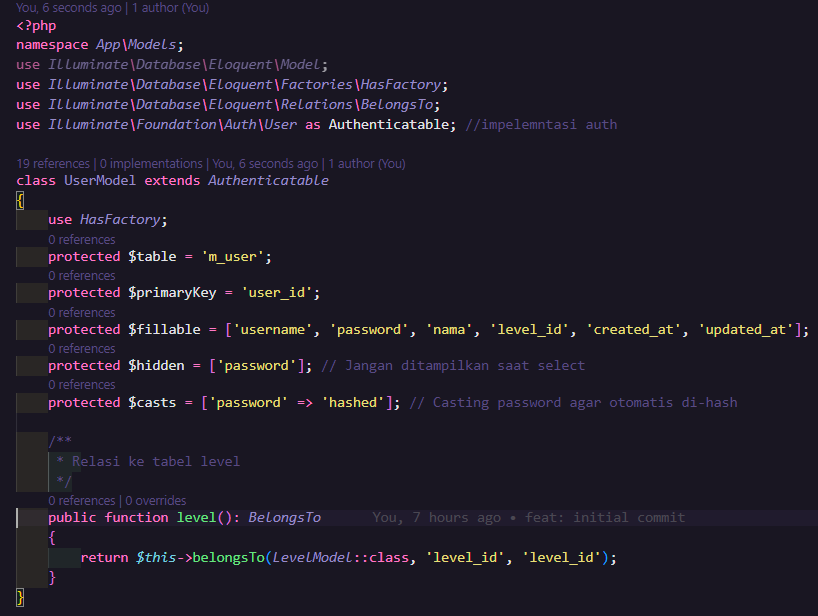 You, 6 seconds ago | 1 author (You)
<?php
namespace App\Models;
use Illuminate\Database\Eloquent\Model;
use Illuminate\Database\Eloquent\Factories\HasFactory;
use Illuminate\Database\Eloquent\Relations\BelongsTo;
use Illuminate\Foundation\Auth\User as Authenticatable; //impelemntasi auth
19 references | 0 implementations | You, 6 seconds ago | 1 author (You)
class UserModel extends Authenticatable
{
use HasFactory;
0 references
protected $table = 'm_user';
0 references
protected $primaryKey = 'user_id';
0 references
protected $fillable = ['username', 'password', 'nama', 'level_id', 'created_at', 'updated_at'];
0 references
protected $hidden = ['password']; // Jangan ditampilkan saat select
0 references
protected $casts = ['password' => 'hashed']; // Casting password agar otomatis di-hash
/**
* Relasi ke tabel level
*/
0 references | 0 overrides
public function level(): BelongsTo You, 7 hours ago • feat: initial commit
{
return $this->belongsTo(LevelModel::class, 'level_id', 'level_id');
}
}